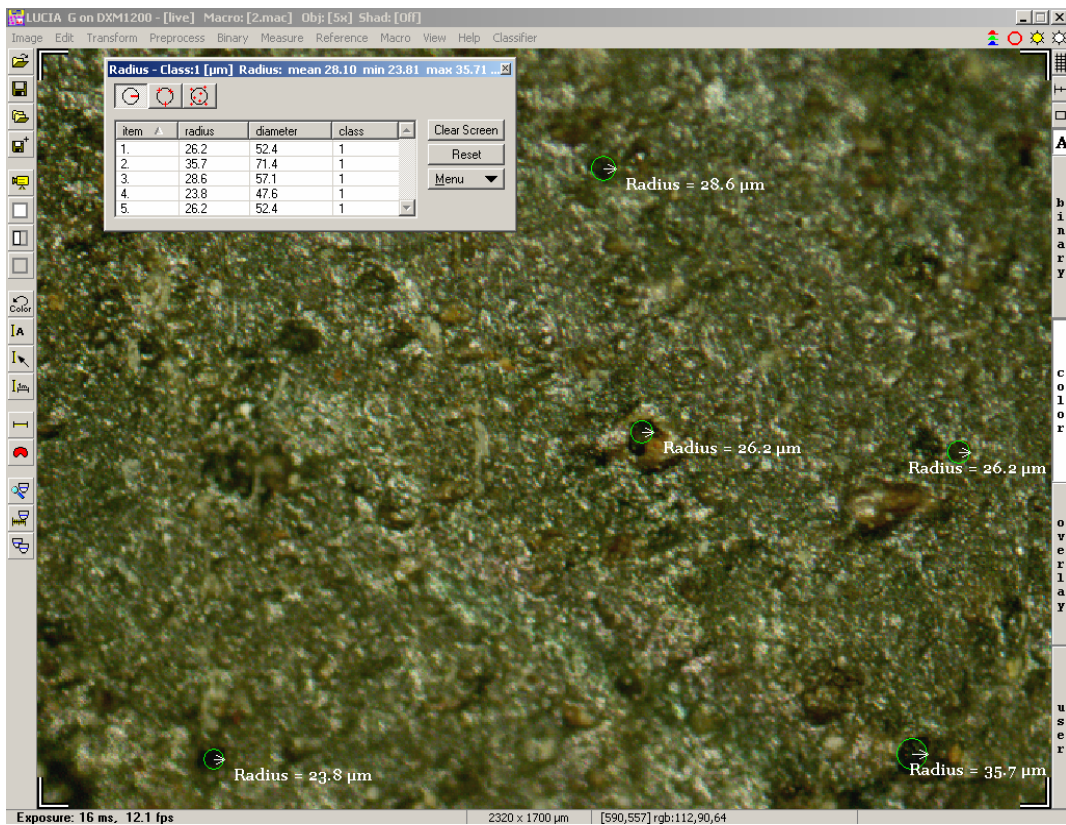 LUCIA G on DXM1200 - [live] Macro: [2.mac] Obj: [5x] Shad: [Off]
Image Edit Transform Preprocess Binary Measure Reference Macro View Help Classifier
Radius - Class:1 [µm] Radius: mean 28.10 min 23.81 max 35.71 ...
item radius diameter class
1. 26.2 52.4 1
2. 35.7 71.4 1
3. 28.6 57.1 1
4. 23.8 47.6 1
5. 26.2 52.4 1
Clear Screen
Reset
Menu
Color
A
1m
A
binary
color
overlay
user
Radius = 28.6 µm
Radius = 26.2 µm
Radius = 26.2 µm
Radius = 23.8 µm
Radius = 35.7 µm
Exposure: 16 ms, 12.1 fps
2320 x 1700 µm
[590,557] rgb:112,90,64